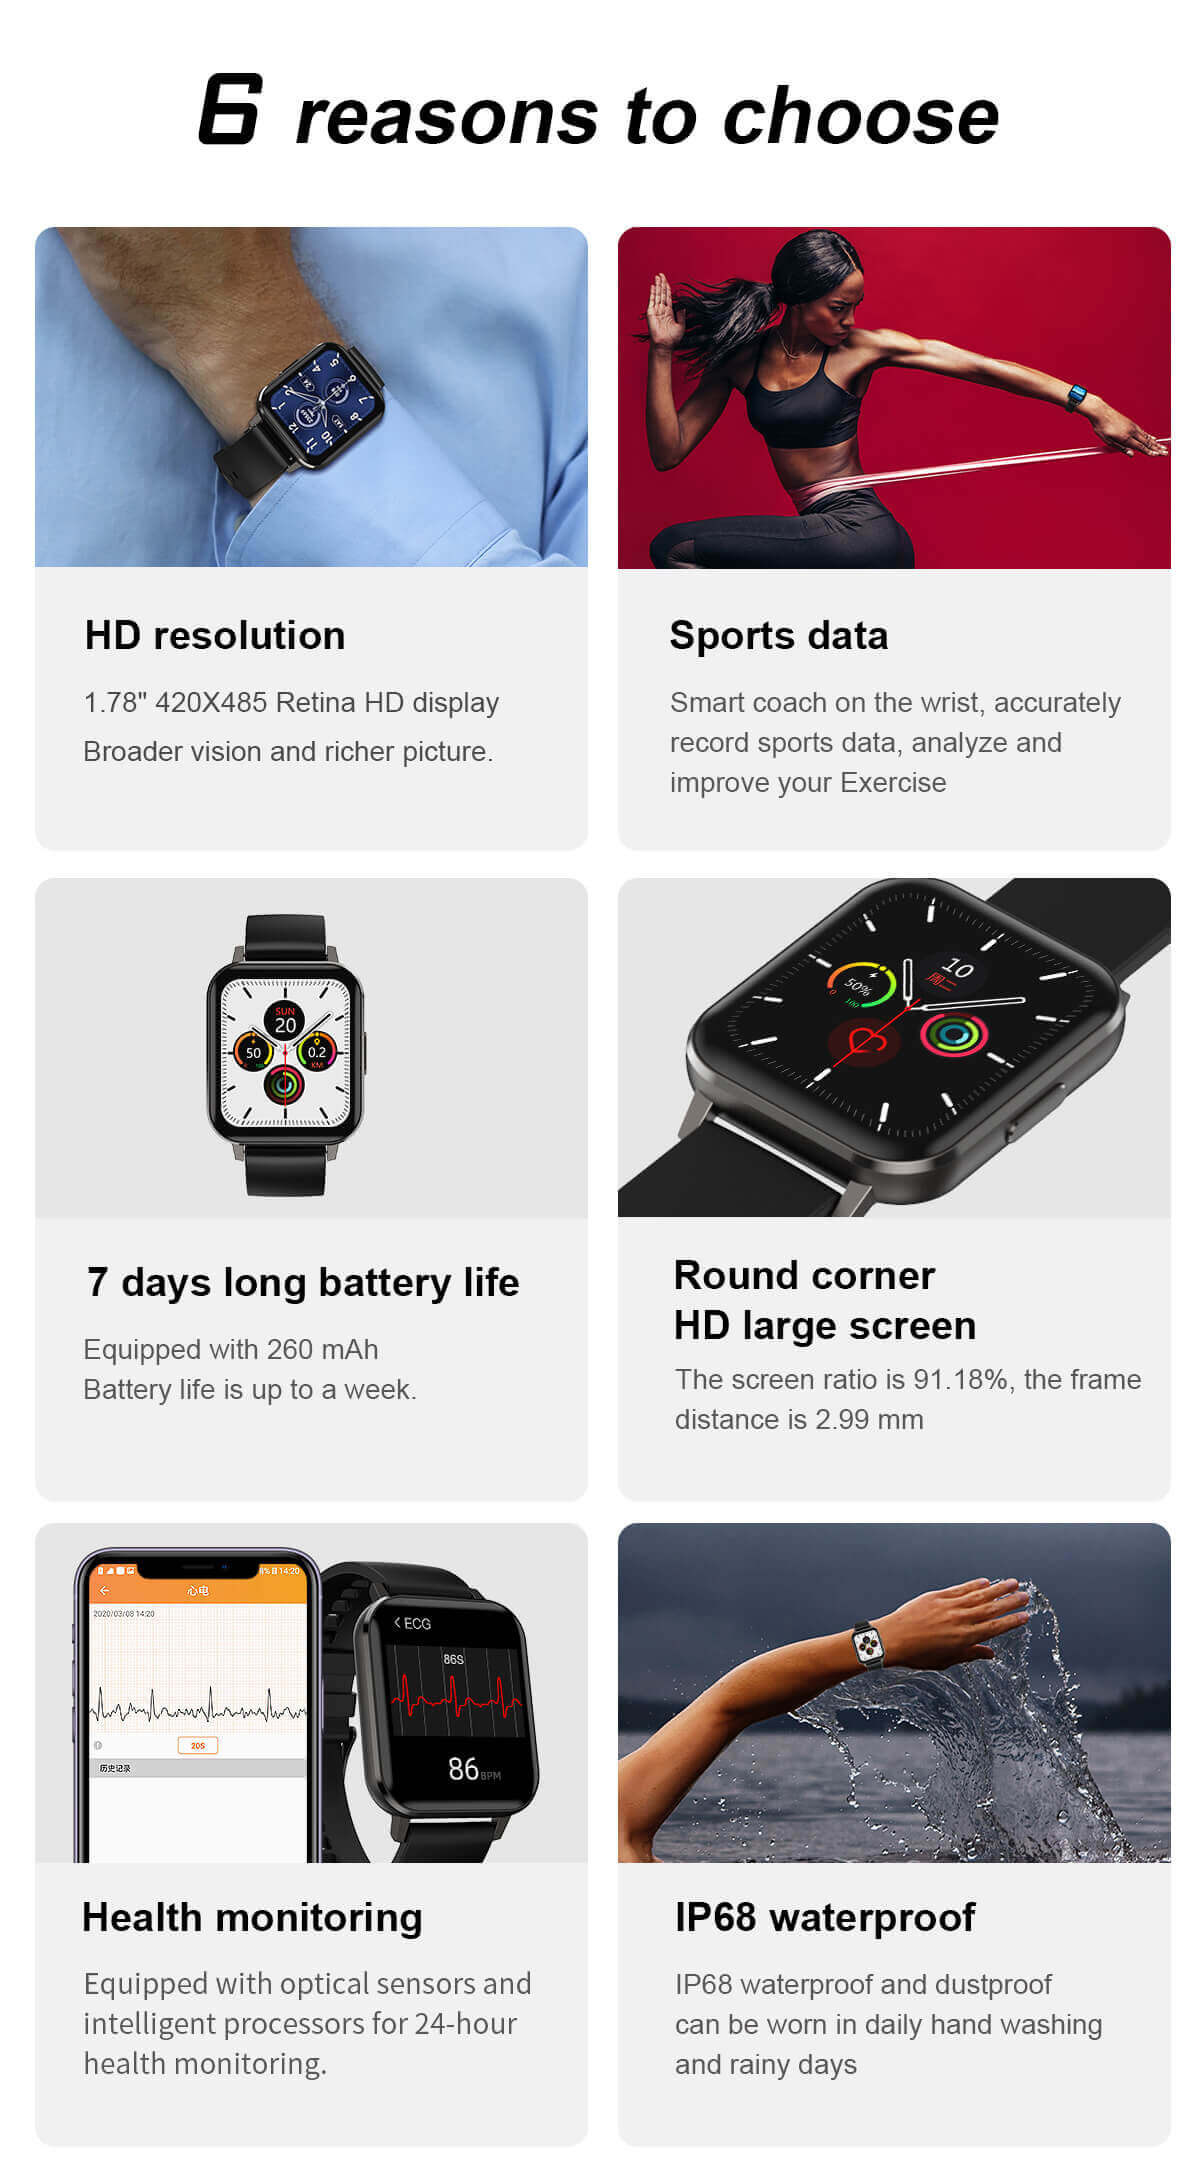 6 reasons to choose
HD resolution
1.78" 420X485 Retina HD display
Broader vision and richer picture.
Sports data
Smart coach on the wrist, accurately
record sports data, analyze and
improve your Exercise
SUN
20
50
0.2
KM
7 days long battery life
Equipped with 260 mAh
Battery life is up to a week.
10
周二
50%
0
100
Round corner
HD large screen
The screen ratio is 91.18%, the frame
distance is 2.99 mm
14:20
心电
2020/03/08 14:20
20S
历史记录
< ECG
86S
86 BPM
Health monitoring
Equipped with optical sensors and
intelligent processors for 24-hour
health monitoring.
IP68 waterproof
IP68 waterproof and dustproof
can be worn in daily hand washing
and rainy days